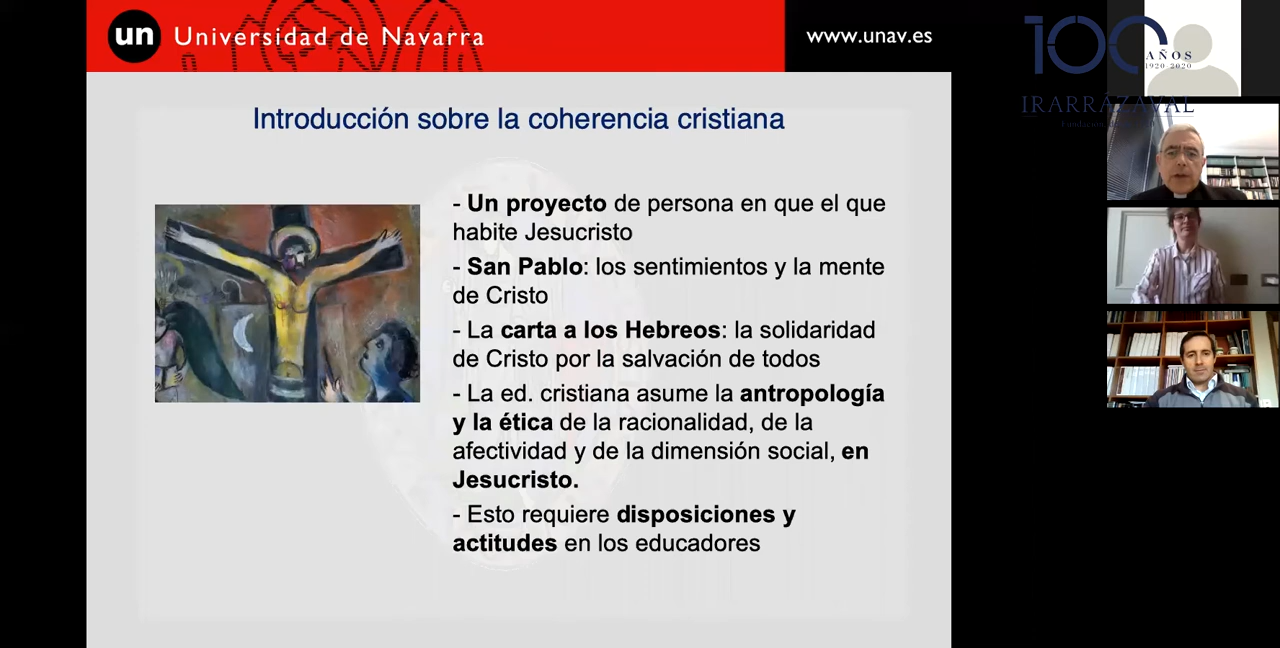 un Universidad de Navarra
www.unav.es
100 AÑOS
1920-2020
IRARRÁZAVAL
Introducción sobre la coherencia cristiana
- Un proyecto de persona en que el que
habite Jesucristo
- San Pablo: los sentimientos y la mente
de Cristo
- La carta a los Hebreos: la solidaridad
de Cristo por la salvación de todos
- La ed. cristiana asume la antropología
y la ética de la racionalidad, de la
afectividad y de la dimensión social, en
Jesucristo.
- Esto requiere disposiciones y
actitudes en los educadores